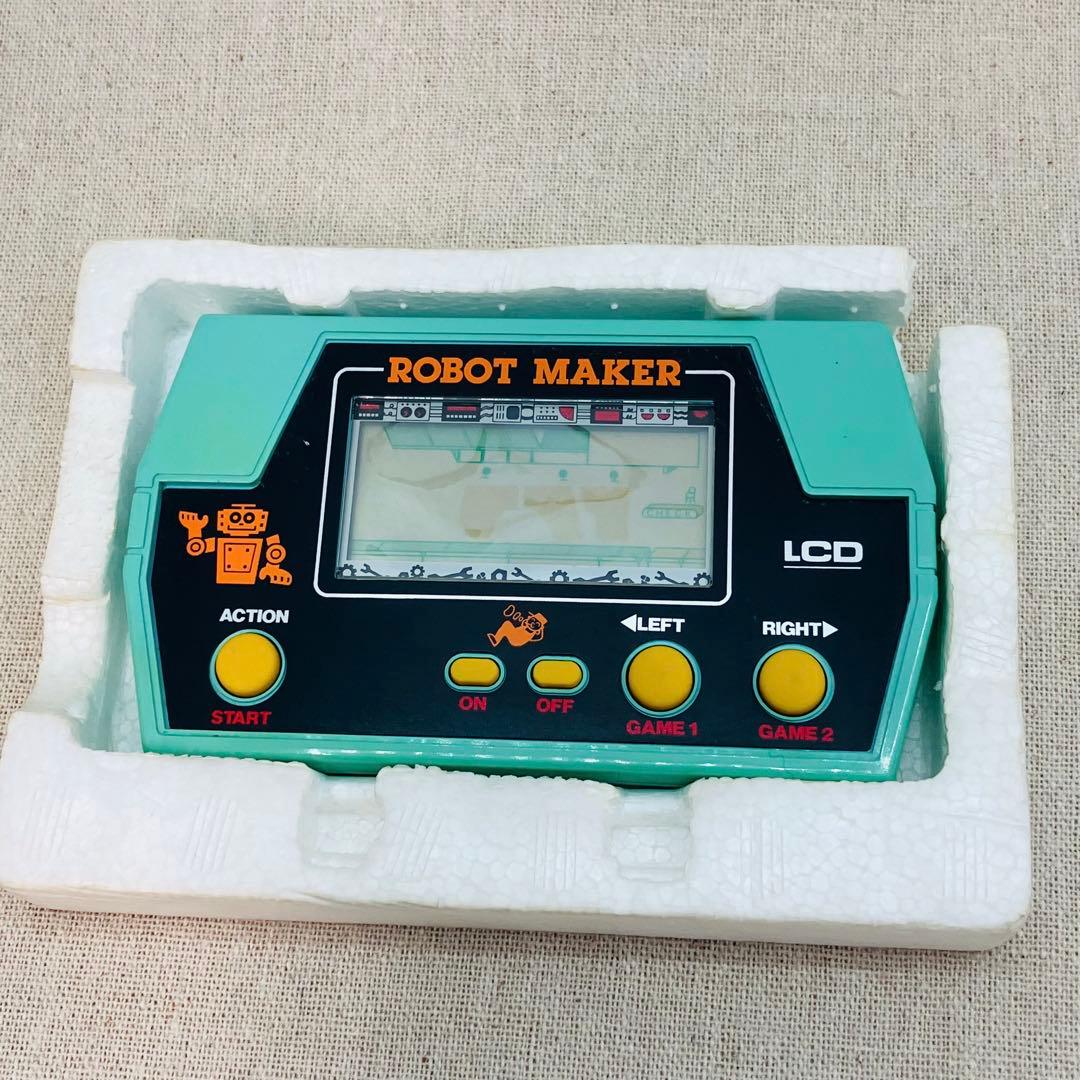 ROBOT MAKER
CHECK
LCD
ACTION
START
ON
OFF
◀LEFT
GAME 1
RIGHT▶
GAME 2